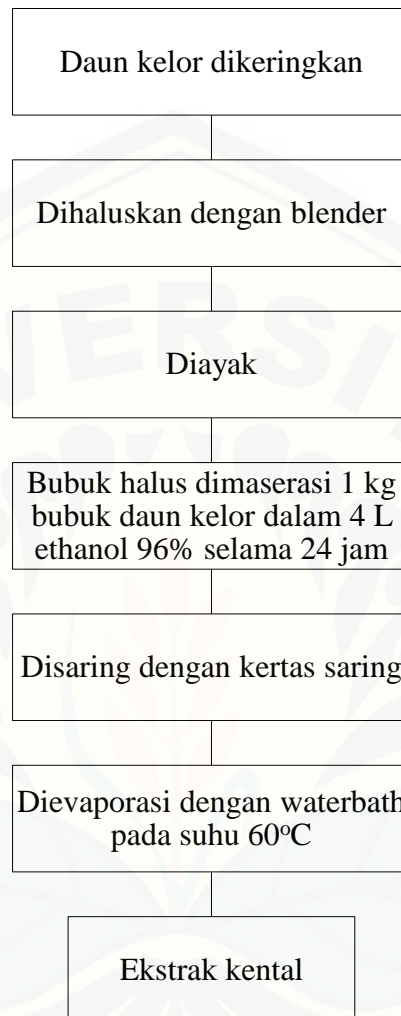 Daun kelor dikeringkan
Dihaluskan dengan blender
Diayak
Bubuk halus dimaserasi 1 kg
bubuk daun kelor dalam 4 L
ethanol 96% selama 24 jam
Disaring dengan kertas saring
Dievaporasi dengan waterbath
pada suhu 60°C
Ekstrak kental